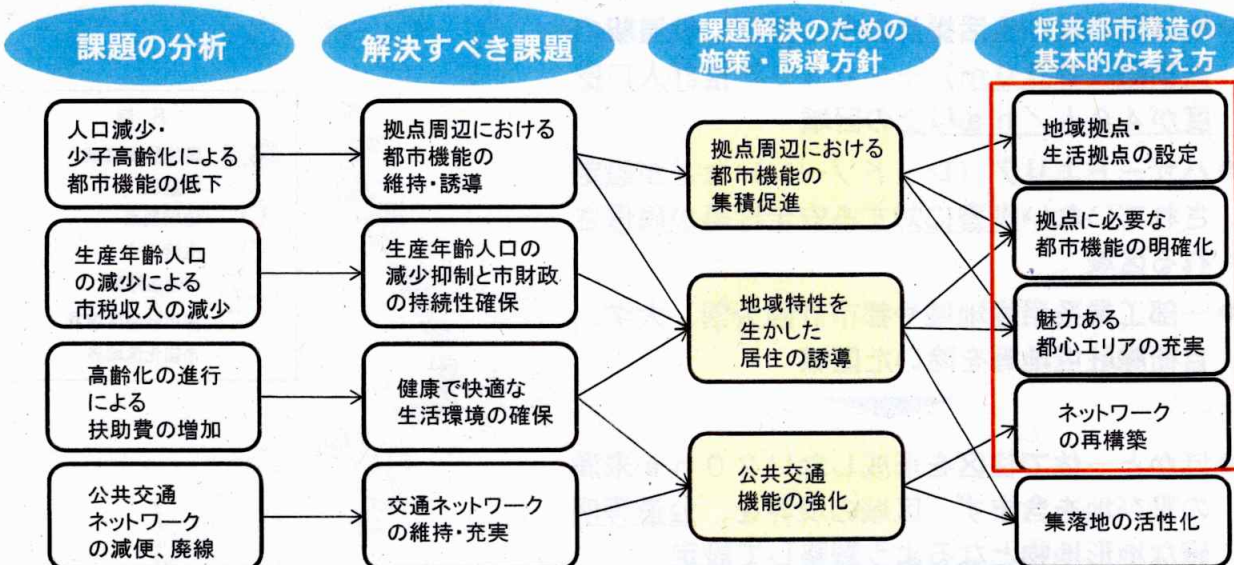 課題の分析
解決すべき課題
課題解決のための
施策・誘導方針
将来都市構造の
基本的な考え方
人口減少・
少子高齢化による
都市機能の低下
生産年齢人口
の減少による
市税収入の減少
高齢化の進行
による
扶助費の増加
公共交通
ネットワーク
の減便、廃線
拠点周辺における
都市機能の
維持・誘導
生産年齢人口の
減少抑制と市財政
の持続性確保
健康で快適な
生活環境の確保
交通ネットワーク
の維持・充実
拠点周辺における
都市機能の
集積促進
地域特性を
生かした
居住の誘導
公共交通
機能の強化
地域拠点・
生活拠点の設定
拠点に必要な
都市機能の明確化
魅力ある
都心エリアの充実
ネットワーク
の再構築
集落地の活性化